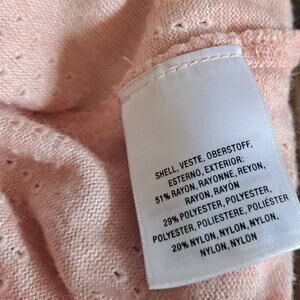 SHELL, VESTE, OBERSTOFF,
ESTERNO, EXTERIOR:
51% RAYON, RAYONNE, REYON,
RAYON, RAYÓN
29% POLYESTER, POLYESTER,
POLYESTER, POLIESTERE, POLIÉSTER
20% NYLON, NYLON, NYLON,
NYLON, NYLON